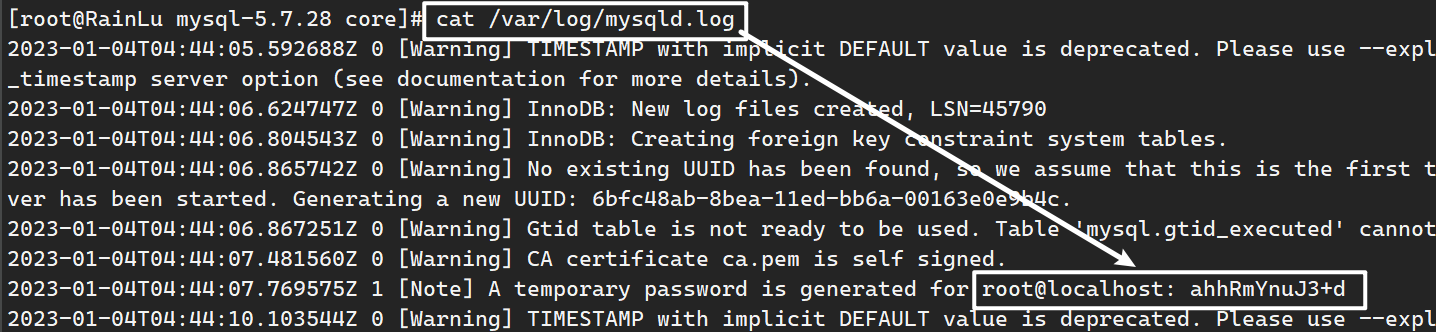 [root@RainLu mysql-5.7.28 core]# cat /var/log/mysqld.log
2023-01-04T04:44:05.592688Z 0 [Warning] TIMESTAMP with implicit DEFAULT value is deprecated. Please use --expl
_timestamp server option (see documentation for more details).
2023-01-04T04:44:06.624747Z 0 [Warning] InnoDB: New log files created, LSN=45790
2023-01-04T04:44:06.804543Z 0 [Warning] InnoDB: Creating foreign key constraint system tables.
2023-01-04T04:44:06.865742Z 0 [Warning] No existing UUID has been found, so we assume that this is the first t
ver has been started. Generating a new UUID: 6bfc48ab-8bea-11ed-bb6a-00163e0e9b4c.
2023-01-04T04:44:06.867251Z 0 [Warning] Gtid table is not ready to be used. Table 'mysql.gtid_executed' cannot
2023-01-04T04:44:07.481560Z 0 [Warning] CA certificate ca.pem is self signed.
2023-01-04T04:44:07.769575Z 1 [Note] A temporary password is generated for root@localhost: ahhRmYnuJ3+d
2023-01-04T04:44:10.103544Z 0 [Warning] TIMESTAMP with implicit DEFAULT value is deprecated. Please use --expl